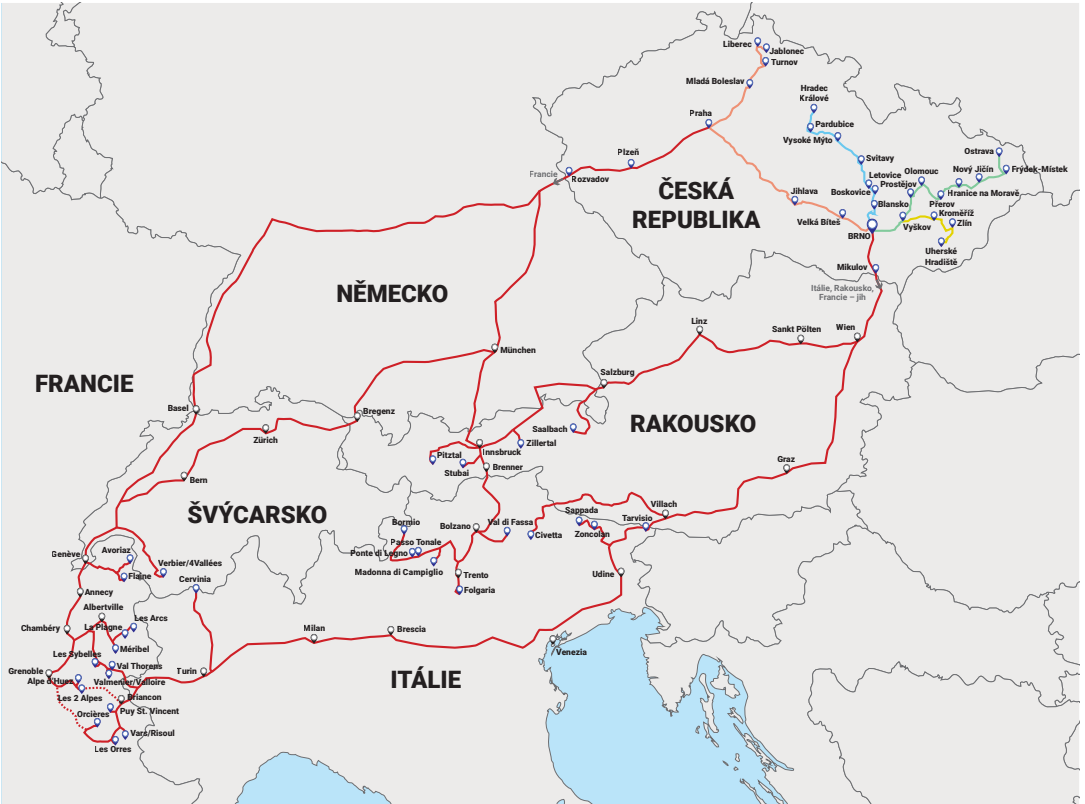 Liberec
Jablonec
Turnov
Mladá Boleslav
Hradec
Králové
Praha
Pardubice
Vysoké Mýto
Ostrava
Plzeň
Svitavy
Francie
Rozvadov
Letovice
Olomouc
Nový Jičín
Frýdek-Místek
Prostějov
Boskovice
Hranice na Moravě
ČESKÁ
REPUBLIKA
Jihlava
Blansko
Přerov
Kroměříž
Velká Bíteš
Vyškov
Zlín
BRNO
Uherské
Hradiště
Mikulov
Itálie, Rakousko,
Francie – jih
NĚMECKO
Linz
Sankt Pölten
Wien
München
FRANCIE
Salzburg
Basel
Bregenz
RAKOUSKO
Zürich
Saalbach
Zillertal
Innsbruck
Pitztal
Stubai
Brenner
Graz
Bern
ŠVÝCARSKO
Villach
Sappada
Tarvisio
Bormio
Bolzano
Val di Fassa
Civetta
Zoncolan
Passo Tonale
Ponte di Legno
Genève
Avoriaz
Verbier/4Vallées
Madonna di Campiglio
Trento
Udine
Flaine
Cervinia
Folgaria
Annecy
Albertville
Les Arcs
Chambéry
La Plagne
Milan
Brescia
Méribel
Venezia
Les Sybelles
Val Thorens
Grenoble
Turin
Alpe d'Huez
Valmenier/Valloire
ITÁLIE
Les 2 Alpes
Briancon
Orcières
Puy St. Vincent
Vars/Risoul
Les Orres